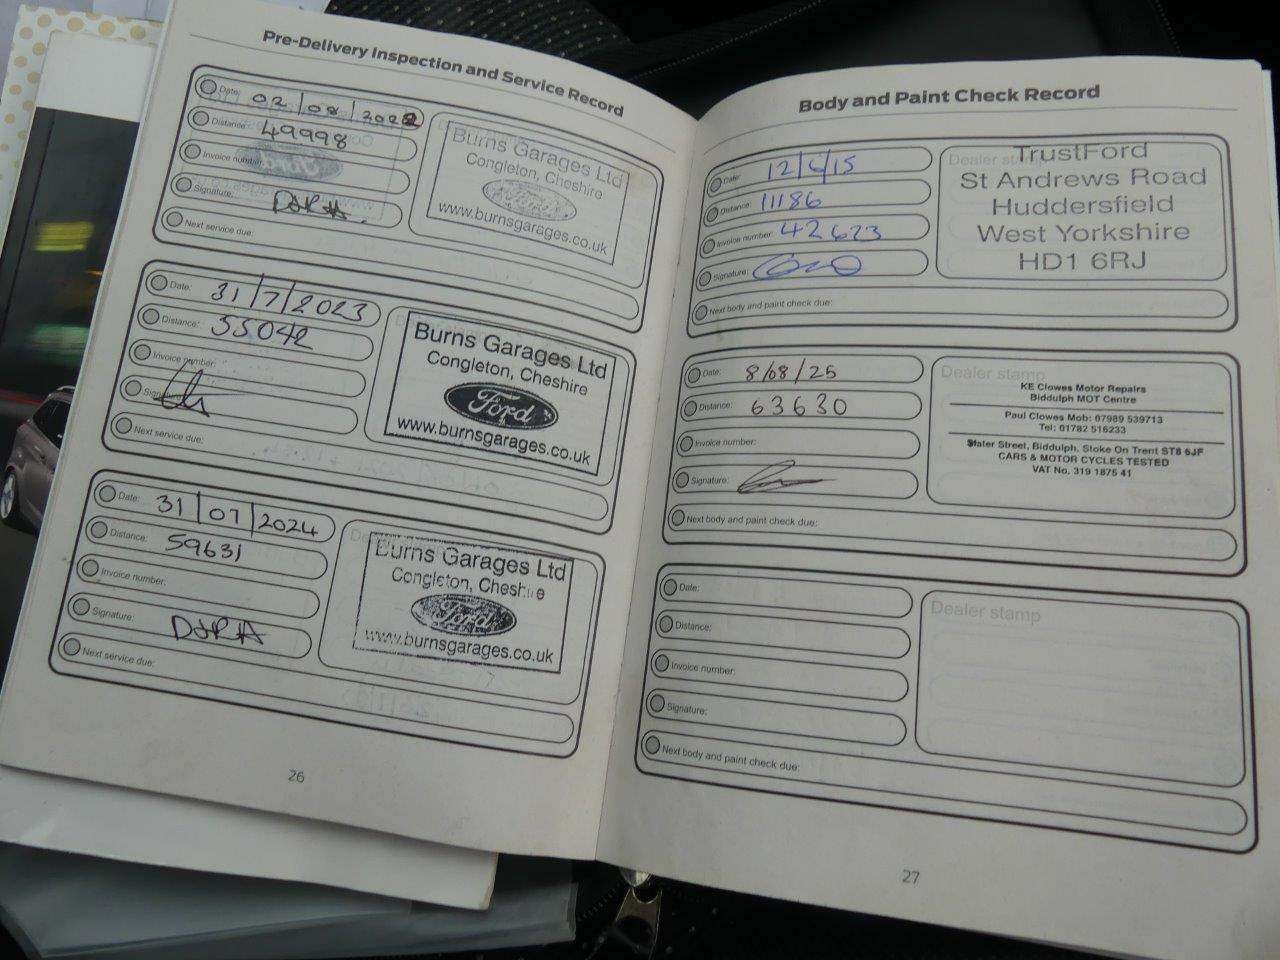 Pre-Delivery Inspection and Service Record
Date: 02/08/2022
Distance: 49998
Invoice number:
Signature:
Next service due:
Burns Garages Ltd
Congleton, Cheshire
Ford
www.burnsgarages.co.uk
Date: 31/7/2023
Distance: 55042
Invoice number:
Signature:
Next service due:
Burns Garages Ltd
Congleton, Cheshire
Ford
www.burnsgarages.co.uk
Date: 31/07/2024
Distance: 59631
Invoice number:
Signature:
Next service due:
Burns Garages Ltd
Congleton, Cheshire
Ford
www.burnsgarages.co.uk
26
Body and Paint Check Record
Date: 12/6/15
Distance: 11186
Invoice number: 42623
Signature:
Next body and paint check due:
Dealer stamp
TrustFord
St Andrews Road
Huddersfield
West Yorkshire
HD1 6RJ
Date: 8/08/25
Distance: 63630
Invoice number:
Signature:
Next body and paint check due:
Dealer stamp
KE Clowes Motor Repairs
Biddulph MOT Centre
Paul Clowes Mob: 07989 539713
Tel: 01782 516233
Slater Street, Biddulph, Stoke On Trent ST8 6JF
CARS & MOTOR CYCLES TESTED
VAT No. 319 1875 41
Date:
Distance:
Invoice number:
Signature:
Next body and paint check due:
Dealer stamp
27